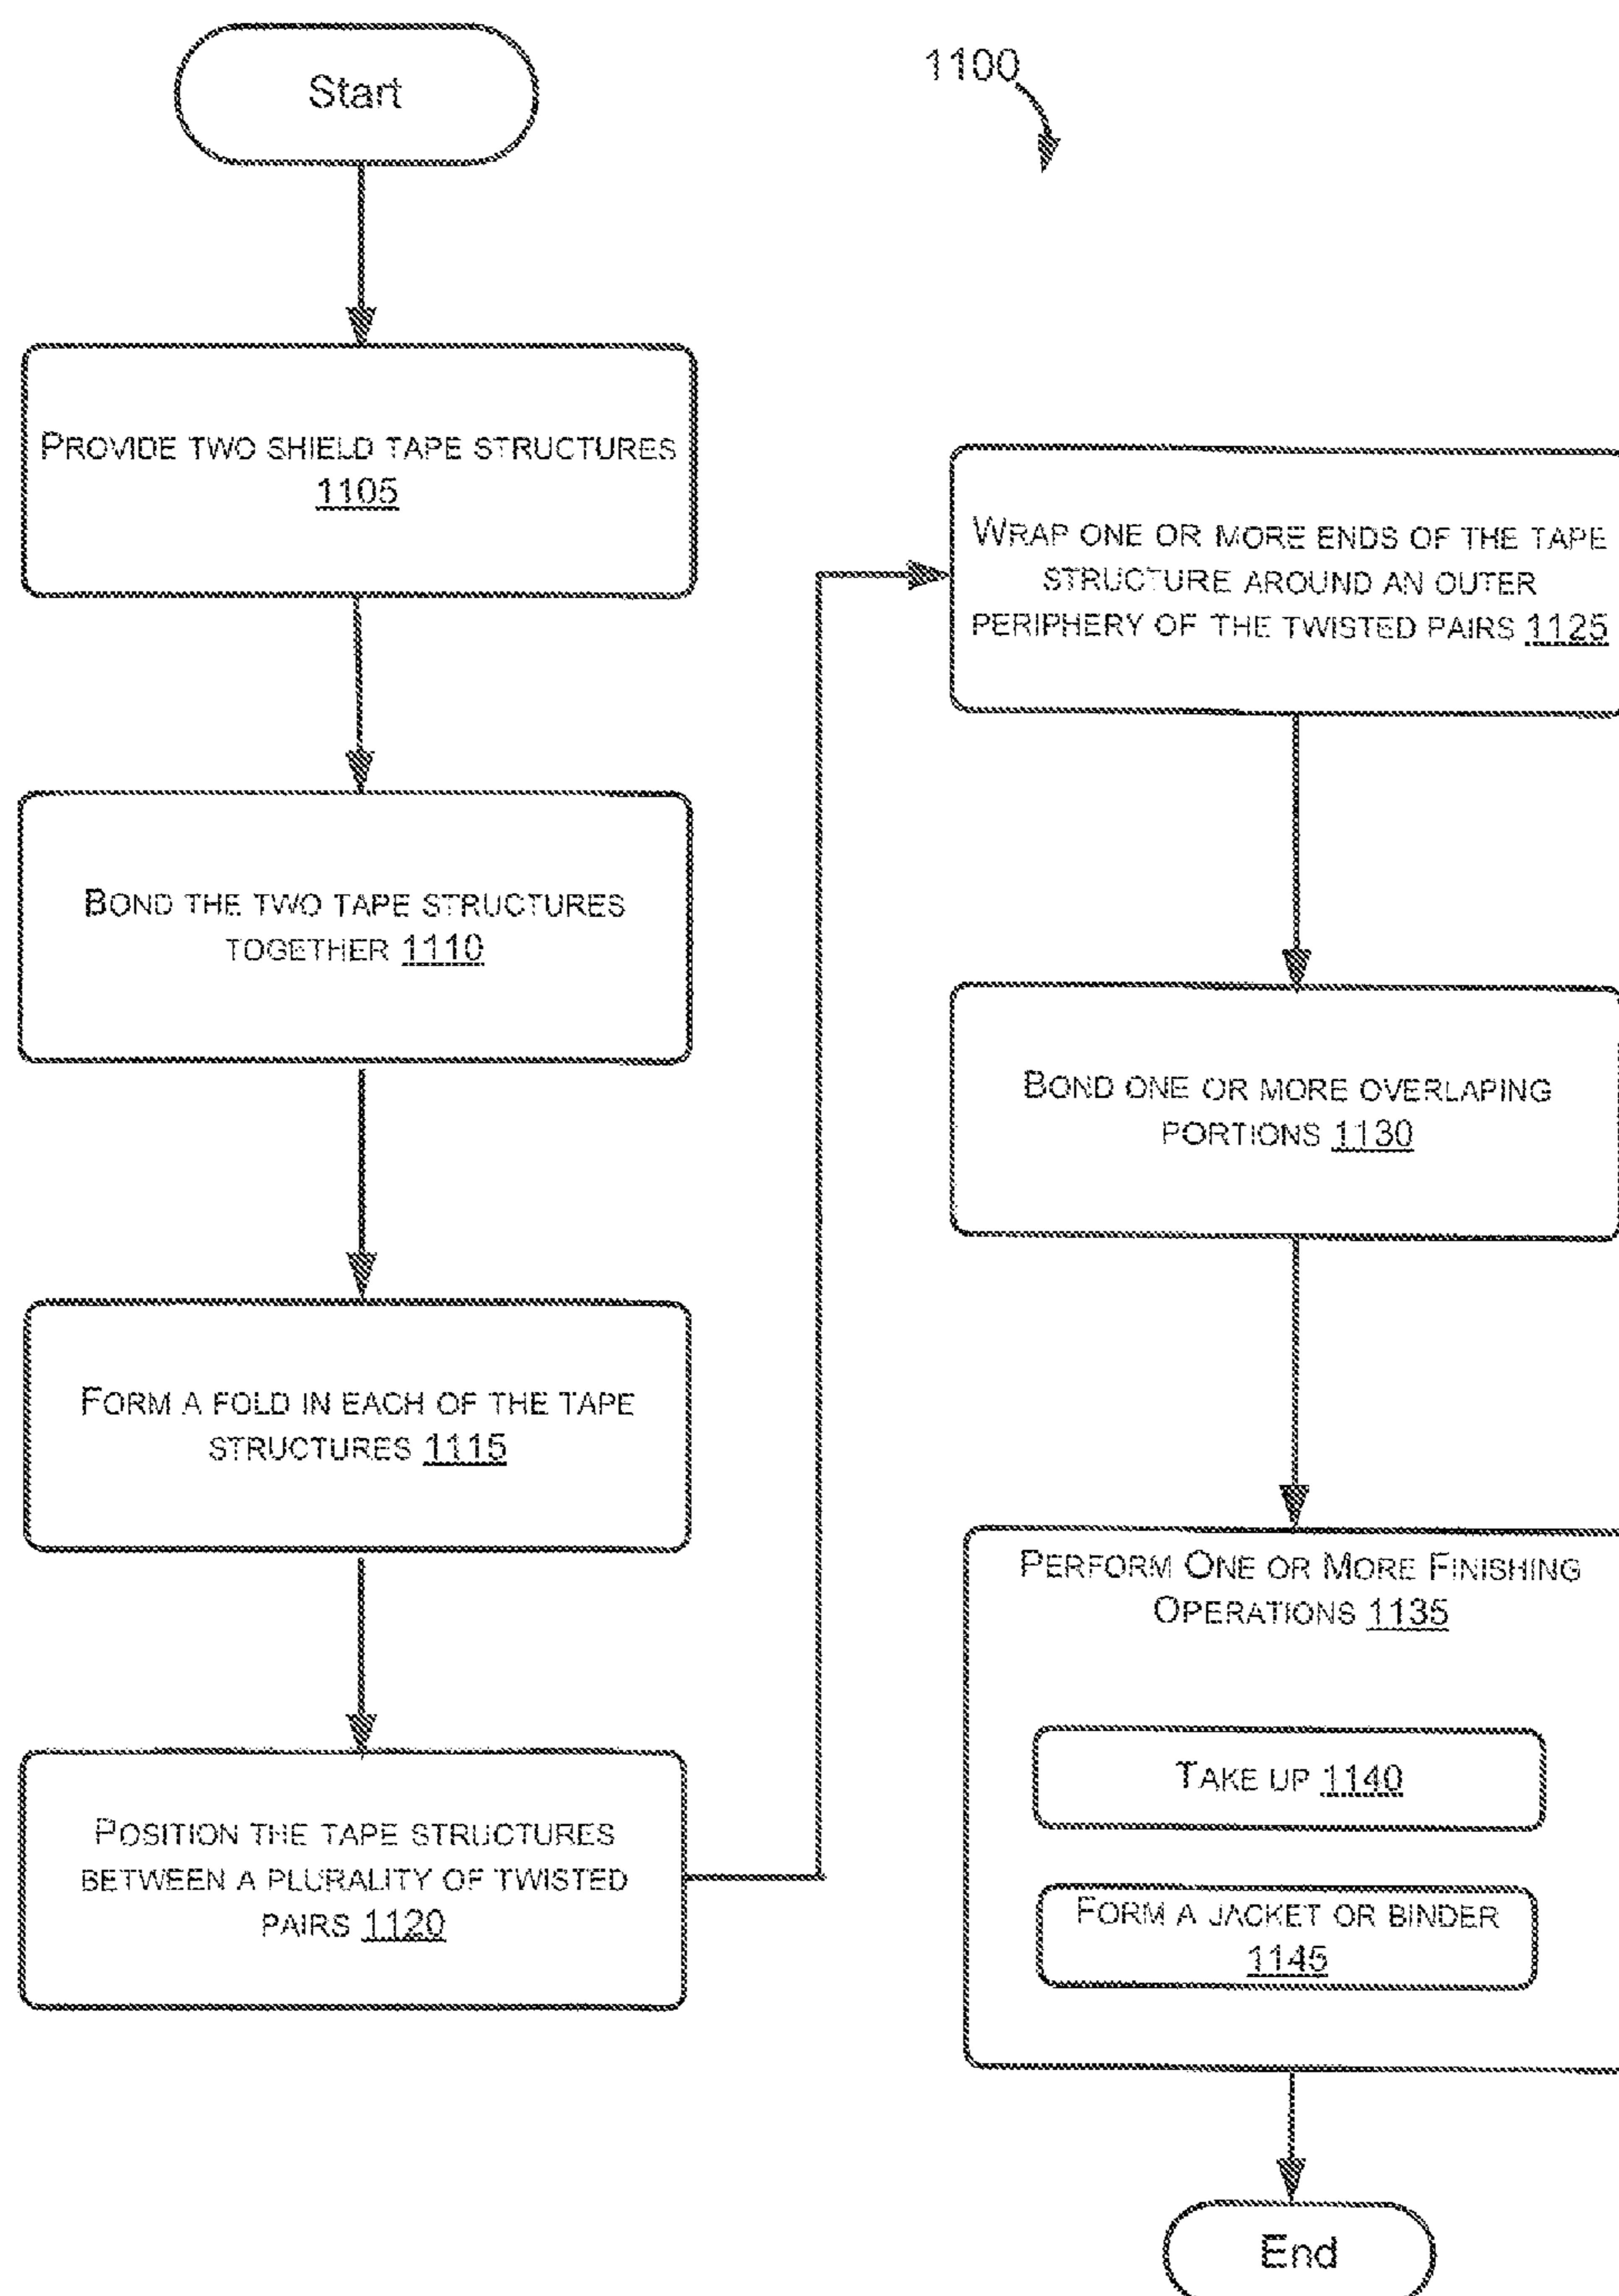 Start
1100
PROVIDE TWO SHIELD TAPE STRUCTURES
1105
BOND THE TWO TAPE STRUCTURES
TOGETHER 1110
FORM A FOLD IN EACH OF THE TAPE
STRUCTURES 1115
POSITION THE TAPE STRUCTURES
BETWEEN A PLURALITY OF TWISTED
PAIRS 1120
WRAP ONE OR MORE ENDS OF THE TAPE
STRUCTURE AROUND AN OUTER
PERIPHERY OF THE TWISTED PAIRS 1125
BOND ONE OR MORE OVERLAPING
PORTIONS 1130
PERFORM ONE OR MORE FINISHING
OPERATIONS 1135
TAKE UP 1140
FORM A JACKET OR BINDER
1145
End